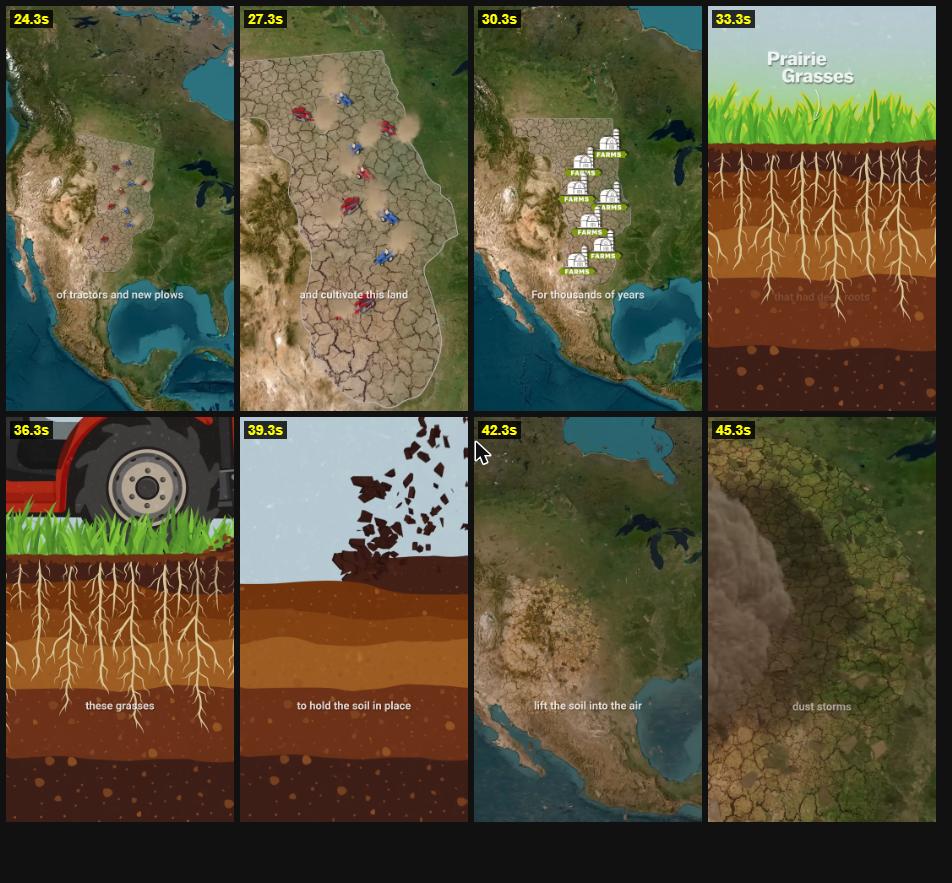 24.3s
of tractors and new plows
27.3s
and cultivate this land
30.3s
FARMS
FARMS
FARMS
FARMS
FARMS
FARMS
FARMS
For thousands of years
33.3s
Prairie
Grasses
that had deep roots
36.3s
these grasses
39.3s
to hold the soil in place
42.3s
lift the soil into the air
45.3s
dust storms